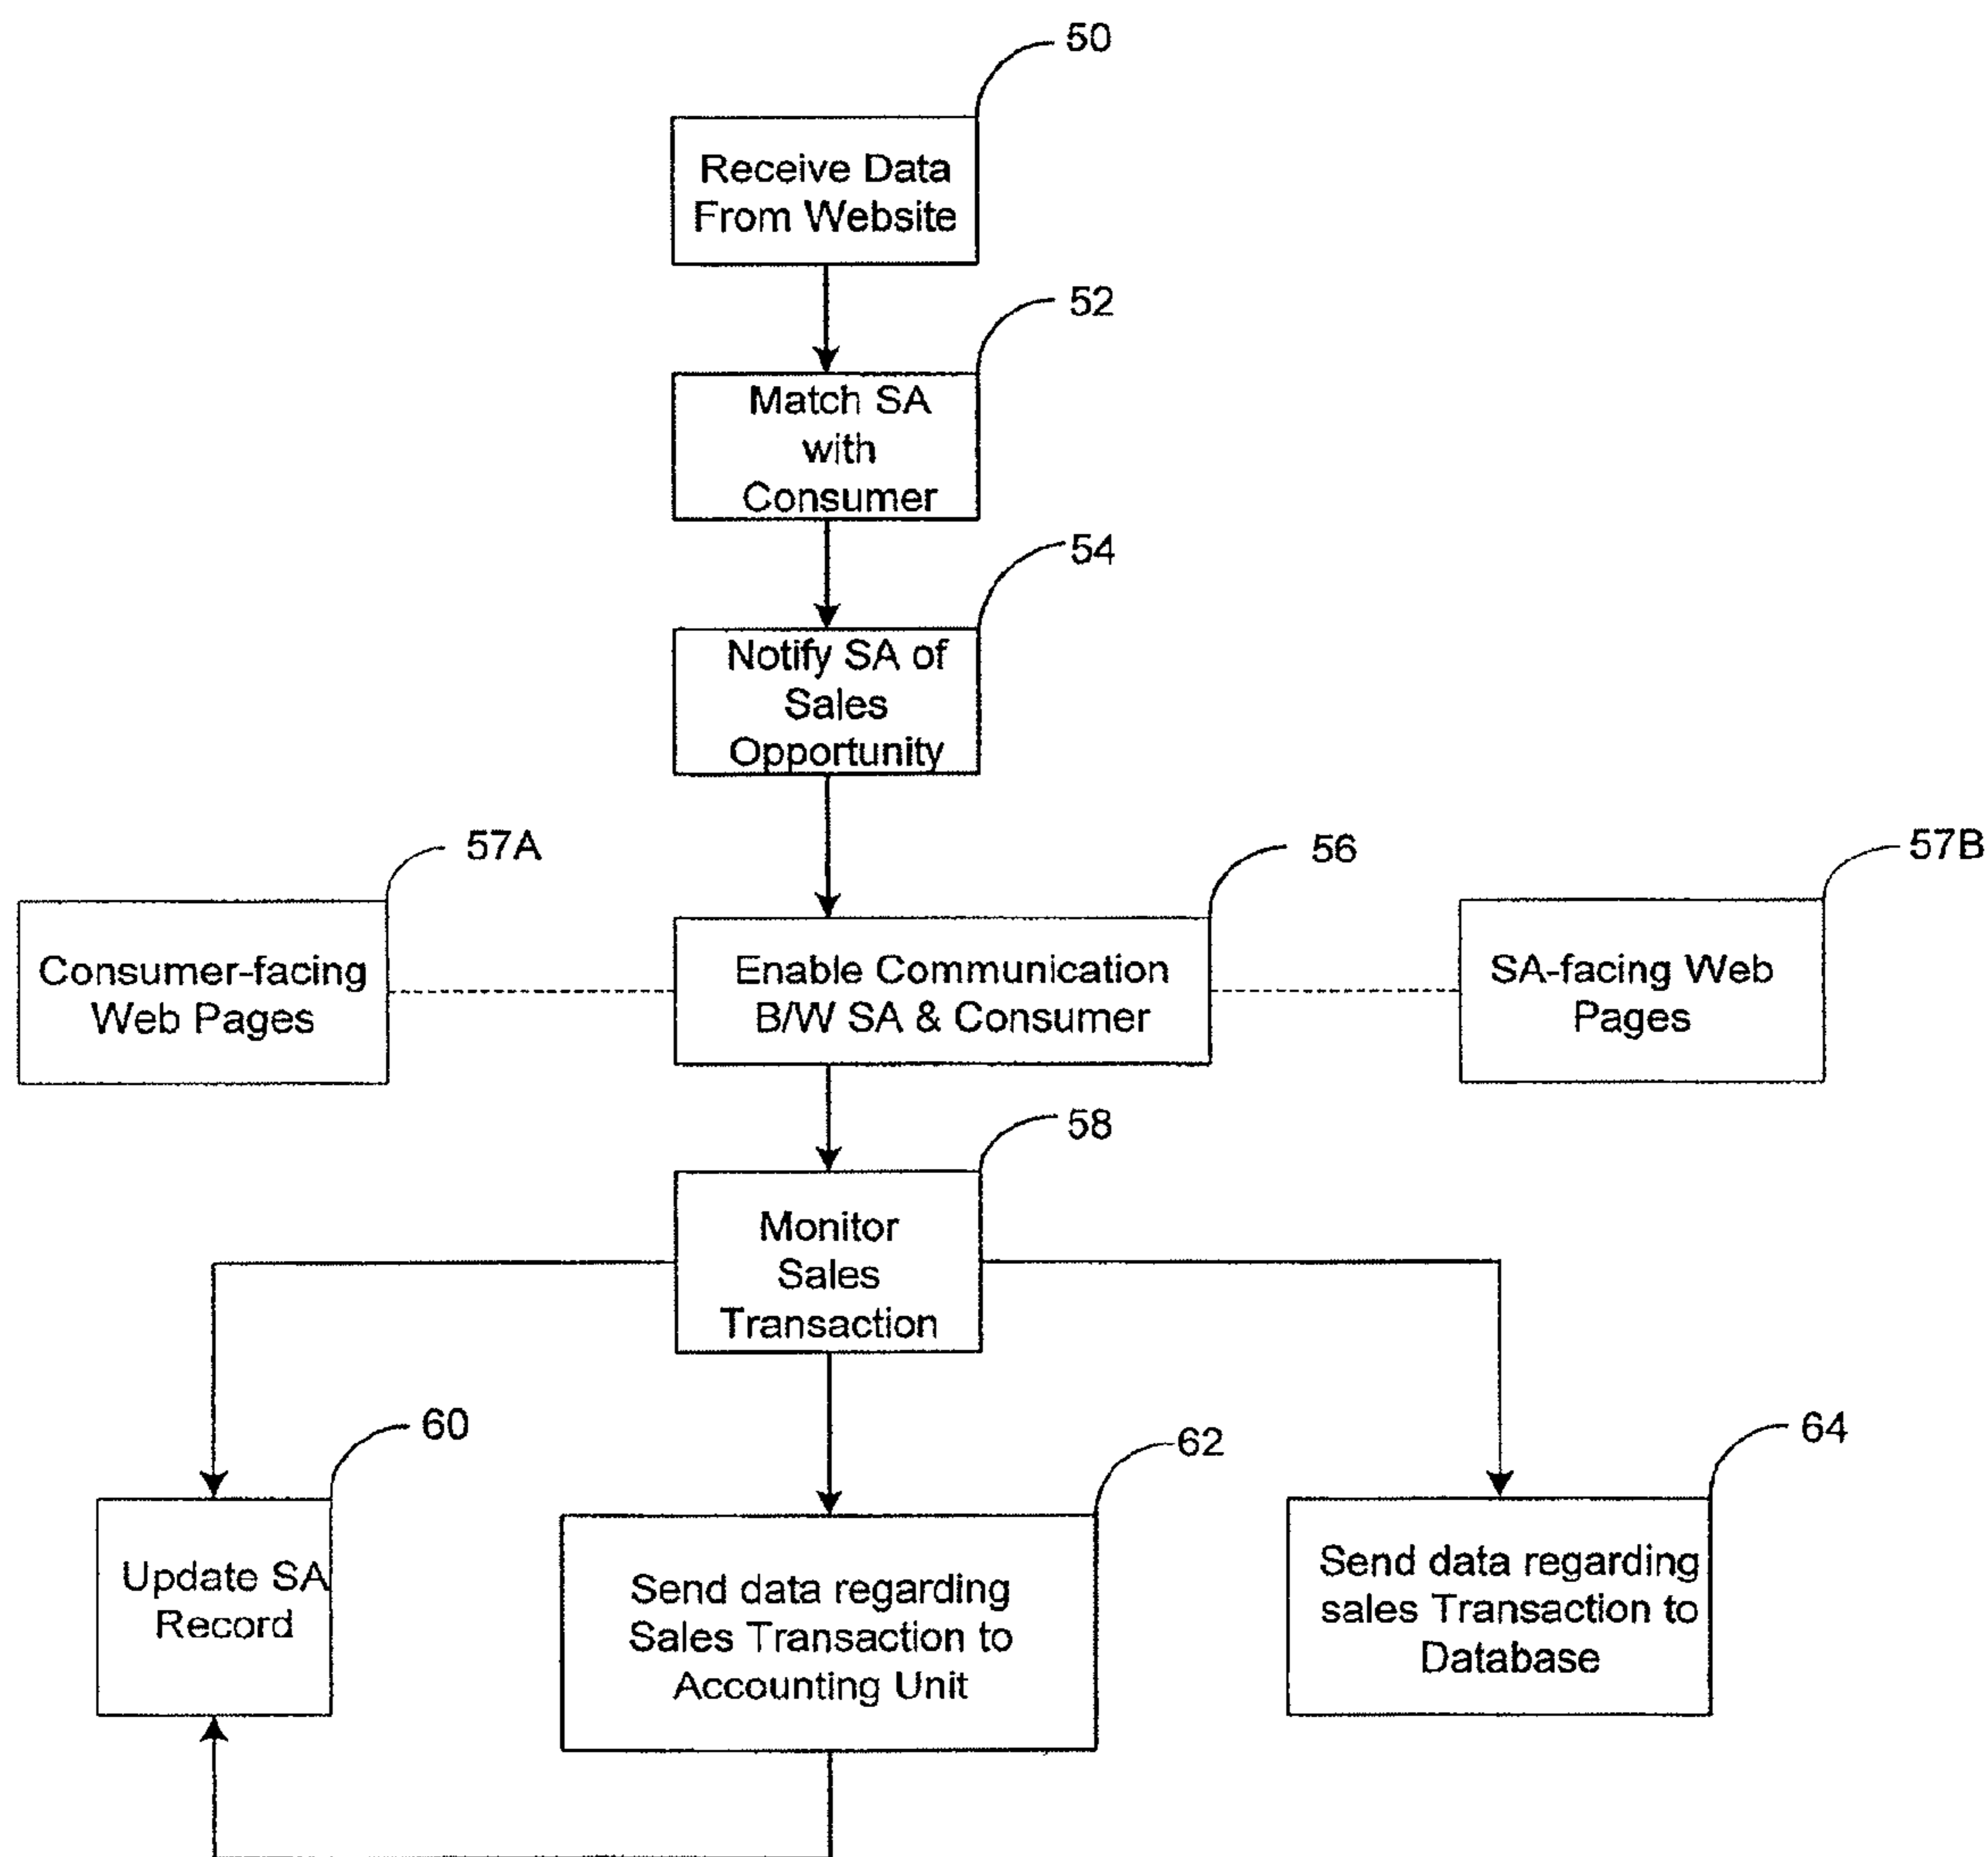 50
Receive Data
From Website
52
Match SA
with
Consumer
54
Notify SA of
Sales
Opportunity
57A
56
57B
Consumer-facing
Web Pages
Enable Communication
B/W SA & Consumer
SA-facing Web
Pages
58
Monitor
Sales
Transaction
60
62
64
Update SA
Record
Send data regarding
Sales Transaction to
Accounting Unit
Send data regarding
sales Transaction to
Database